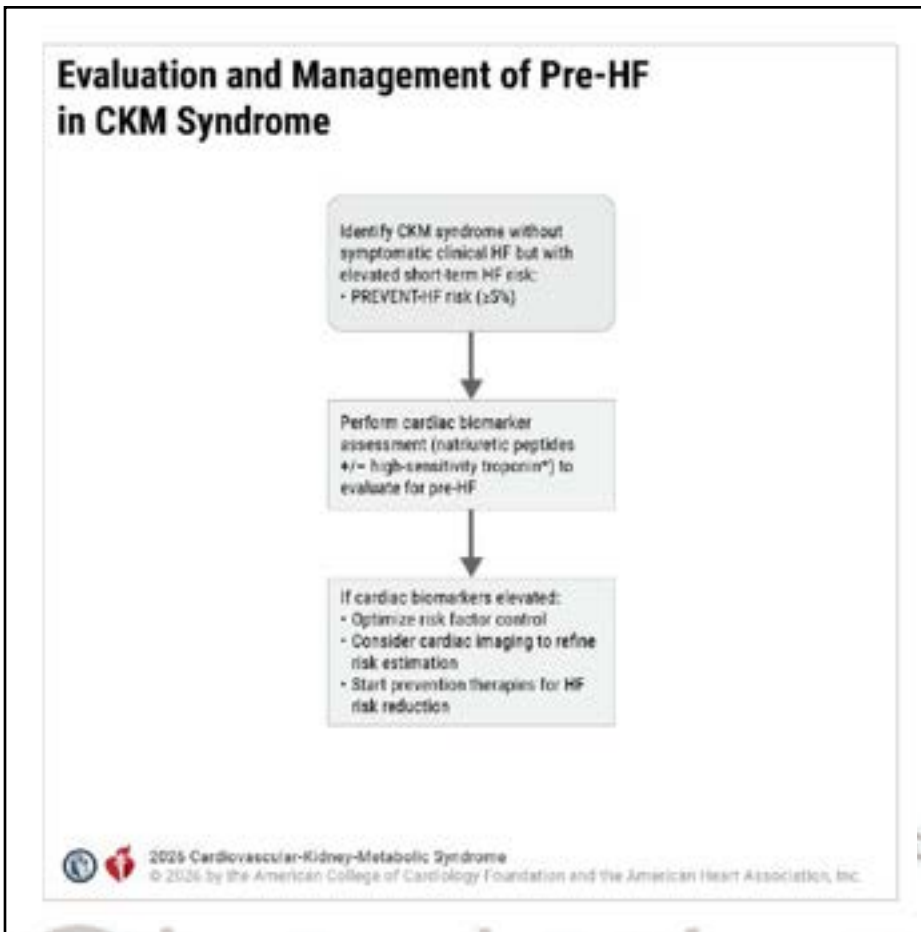 Evaluation and Management of Pre-HF
in CKM Syndrome
Identify CKM syndrome without
symptomatic clinical HF but with
elevated short-term HF risk:
• PREVENT-HF risk (≥5%)
Perform cardiac biomarker
assessment (natriuretic peptides
+/− high-sensitivity troponin*) to
evaluate for pre-HF
If cardiac biomarkers elevated:
• Optimize risk factor control
• Consider cardiac imaging to refine
risk estimation
• Start prevention therapies for HF
risk reduction
2026 Cardiovascular-Kidney-Metabolic Syndrome
© 2026 by the American College of Cardiology Foundation and the American Heart Association, Inc.